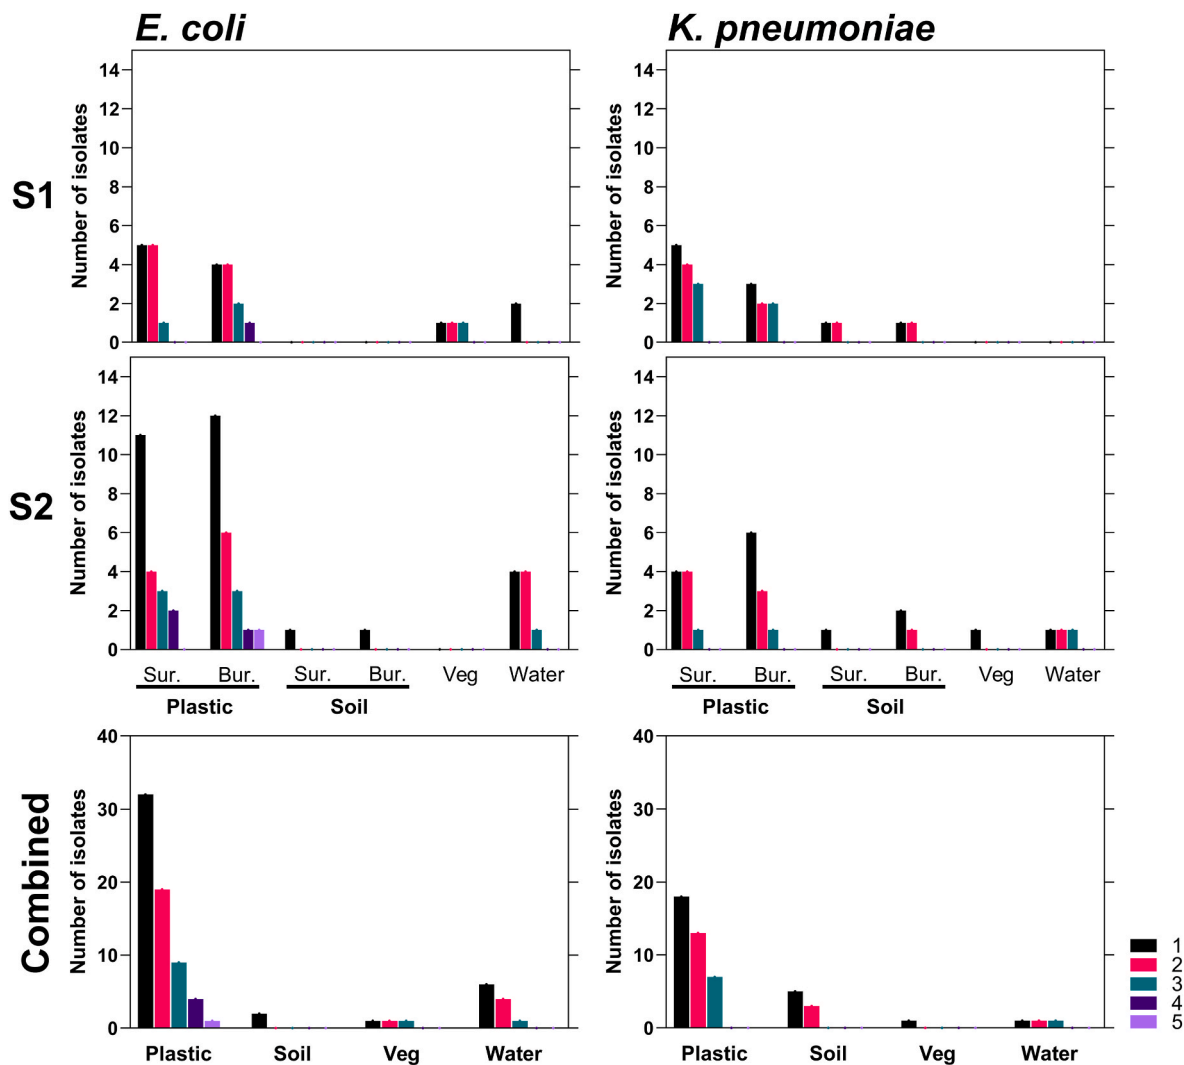 E. coli
K. pneumoniae
S1
Number of isolates
14
12
10
8
6
4
2
0
Number of isolates
14
12
10
8
6
4
2
0
S2
Number of isolates
14
12
10
8
6
4
2
0
Sur. Bur. Sur. Bur. Veg Water
Plastic Soil
Number of isolates
14
12
10
8
6
4
2
0
Sur. Bur. Sur. Bur. Veg Water
Plastic Soil
Combined
Number of isolates
40
30
20
10
0
Plastic Soil Veg Water
Number of isolates
40
30
20
10
0
Plastic Soil Veg Water
1
2
3
4
5